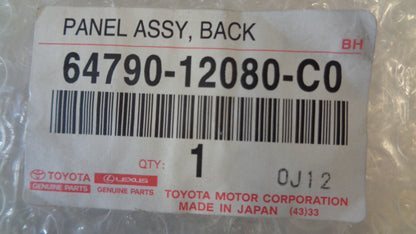 PANEL ASSY, BACK
BH
64790-12080-C0
QTY: 1
0J12
TOYOTA LEXUS
GENUINE PARTS GENUINE PARTS
TOYOTA MOTOR CORPORATION
MADE IN JAPAN (43)33